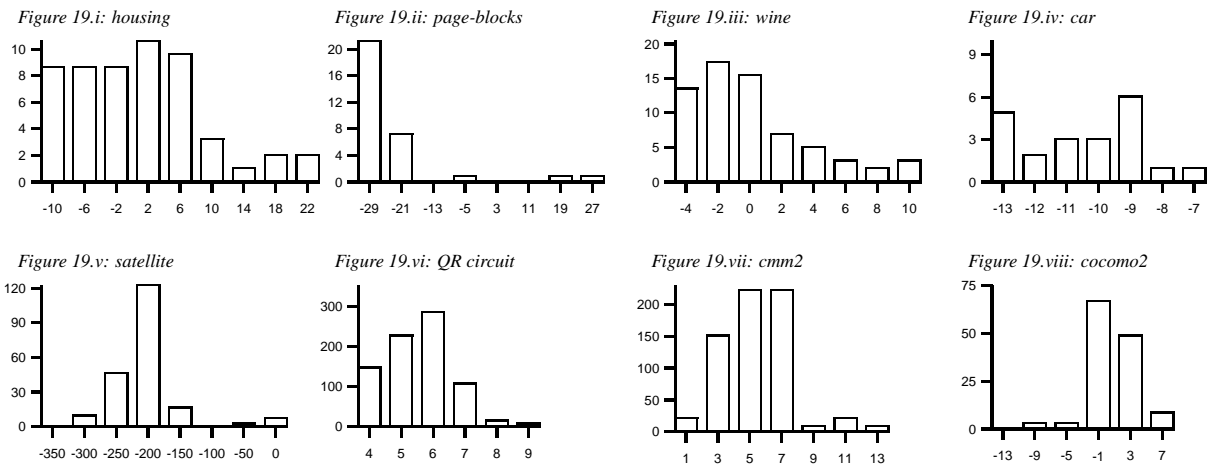 Figure 19.i: housing
10
8
6
4
2
0
-10 -6 -2 2 6 10 14 18 22
Figure 19.ii: page-blocks
20
16
12
8
4
0
-29 -21 -13 -5 3 11 19 27
Figure 19.iii: wine
20
15
10
5
0
-4 -2 0 2 4 6 8 10
Figure 19.iv: car
9
6
3
0
-13 -12 -11 -10 -9 -8 -7
Figure 19.v: satellite
120
90
60
30
0
-350 -300 -250 -200 -150 -100 -50 0
Figure 19.vi: QR circuit
300
200
100
0
4 5 6 7 8 9
Figure 19.vii: cmm2
200
150
100
50
0
1 3 5 7 9 11 13
Figure 19.viii: cocomo2
75
50
25
0
-13 -9 -5 -1 3 7